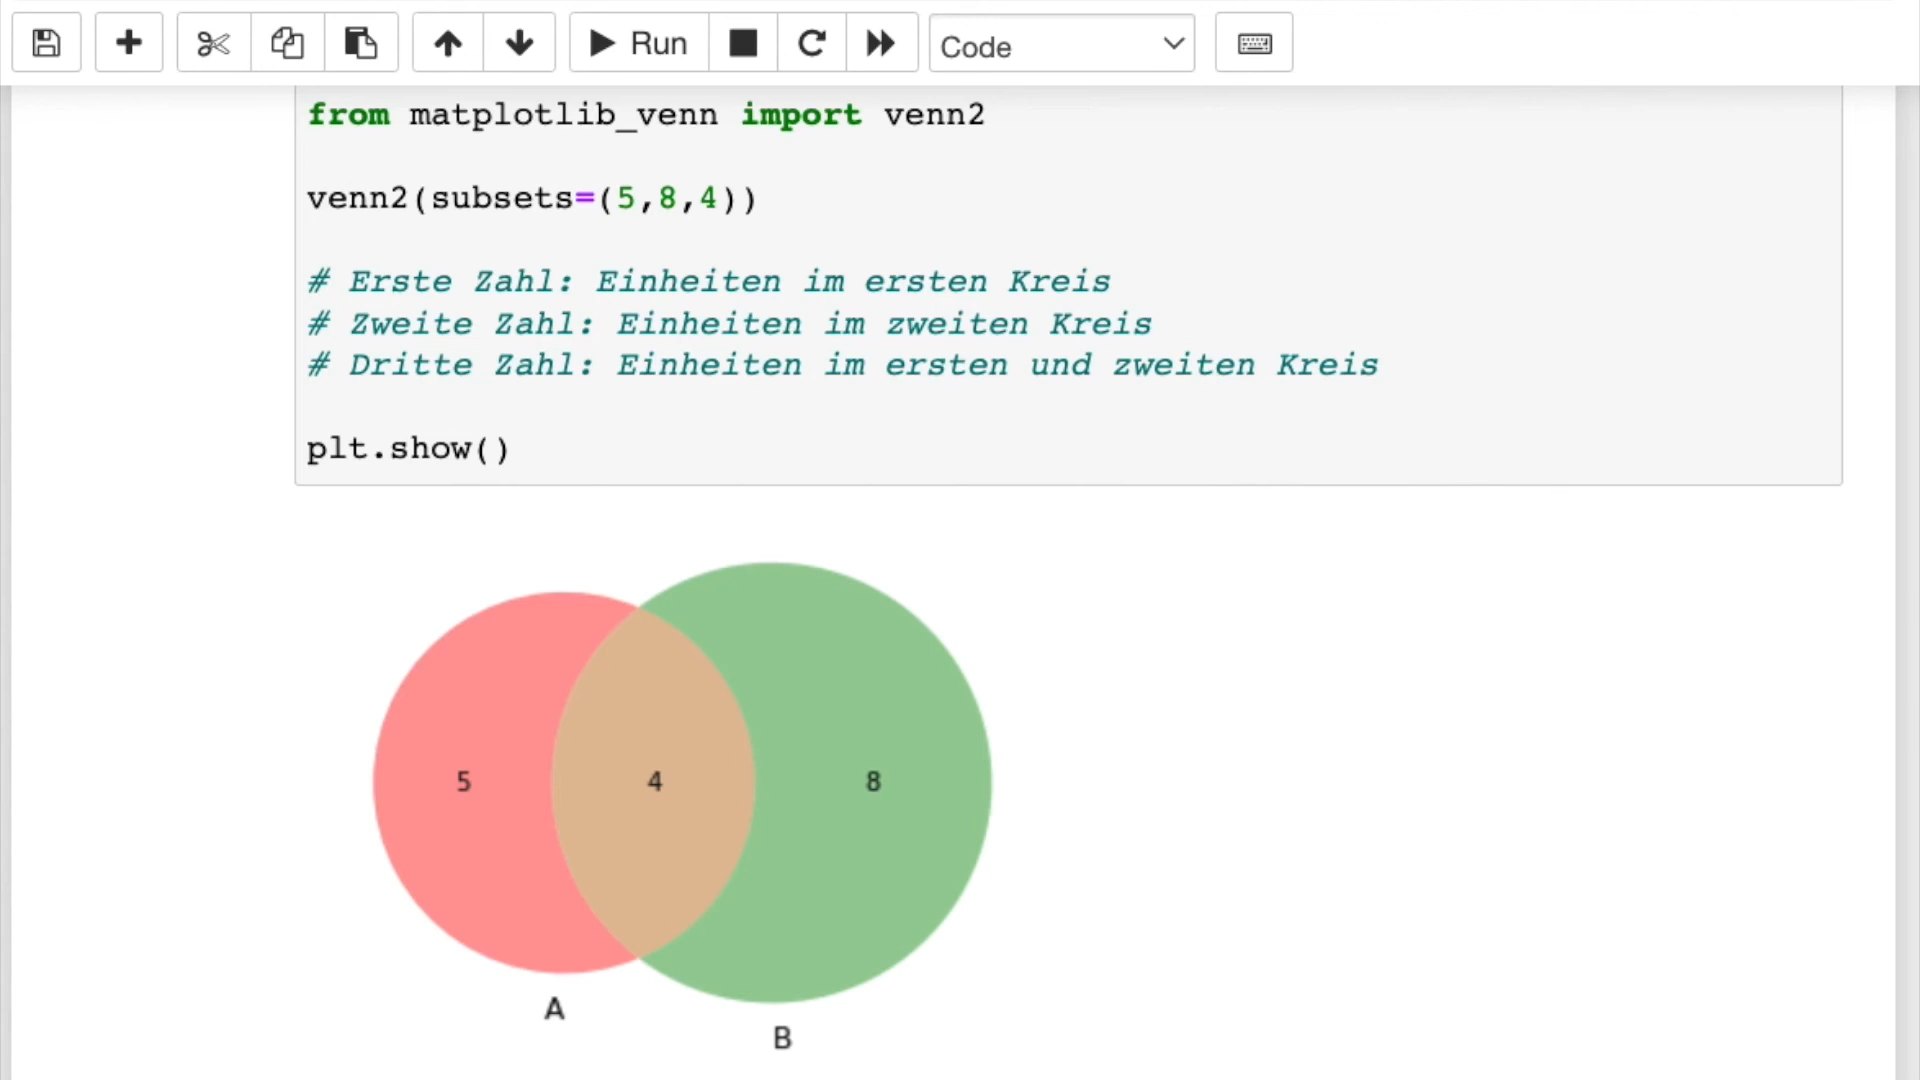 Run
Code
from matplotlib_venn import venn2
venn2(subsets=(5,8,4))
# Erste Zahl: Einheiten im ersten Kreis
# Zweite Zahl: Einheiten im zweiten Kreis
# Dritte Zahl: Einheiten im ersten und zweiten Kreis
plt.show()
5 4 8
A
B